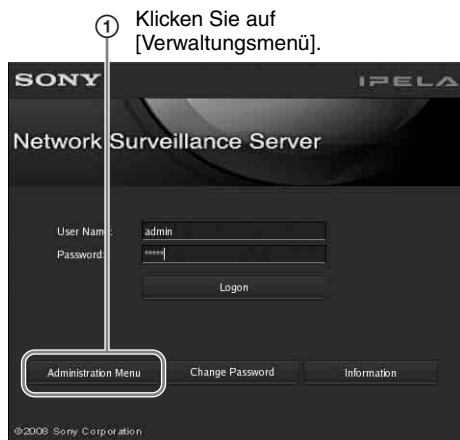 ① Klicken Sie auf
[Verwaltungsmenü].
SONY IPELA
Network Surveillance Server
User Name: admin
Password: *****
Logon
Administration Menu Change Password Information
©2008 Sony Corporation